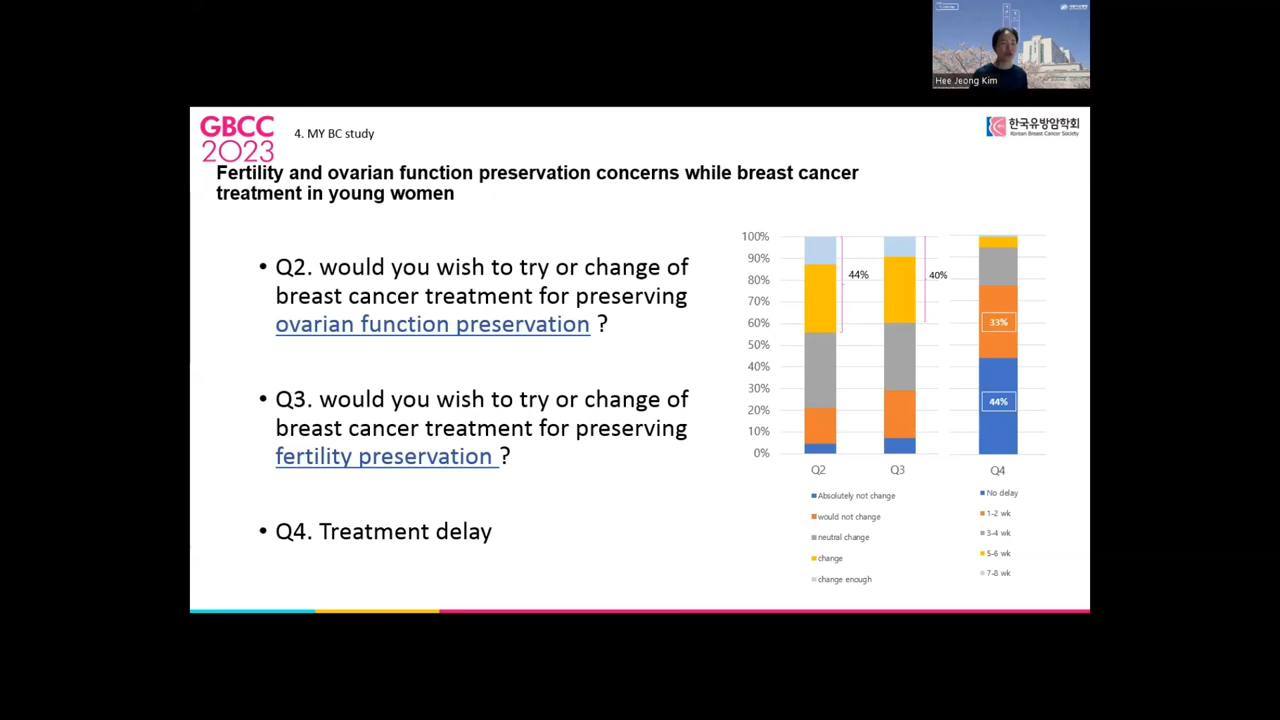 Hee Jeong Kim
GBCC
2023
4. MY BC study
한국유방암학회
Korean Breast Cancer Society
Fertility and ovarian function preservation concerns while breast cancer
treatment in young women
• Q2. would you wish to try or change of
breast cancer treatment for preserving
ovarian function preservation ?
• Q3. would you wish to try or change of
breast cancer treatment for preserving
fertility preservation ?
• Q4. Treatment delay
100%
90%
80%
70%
60%
50%
40%
30%
20%
10%
0%
44%
40%
33%
44%
Q2
Q3
Q4
Absolutely not change
would not change
neutral change
change
change enough
No delay
1-2 wk
3-4 wk
5-6 wk
7-8 wk